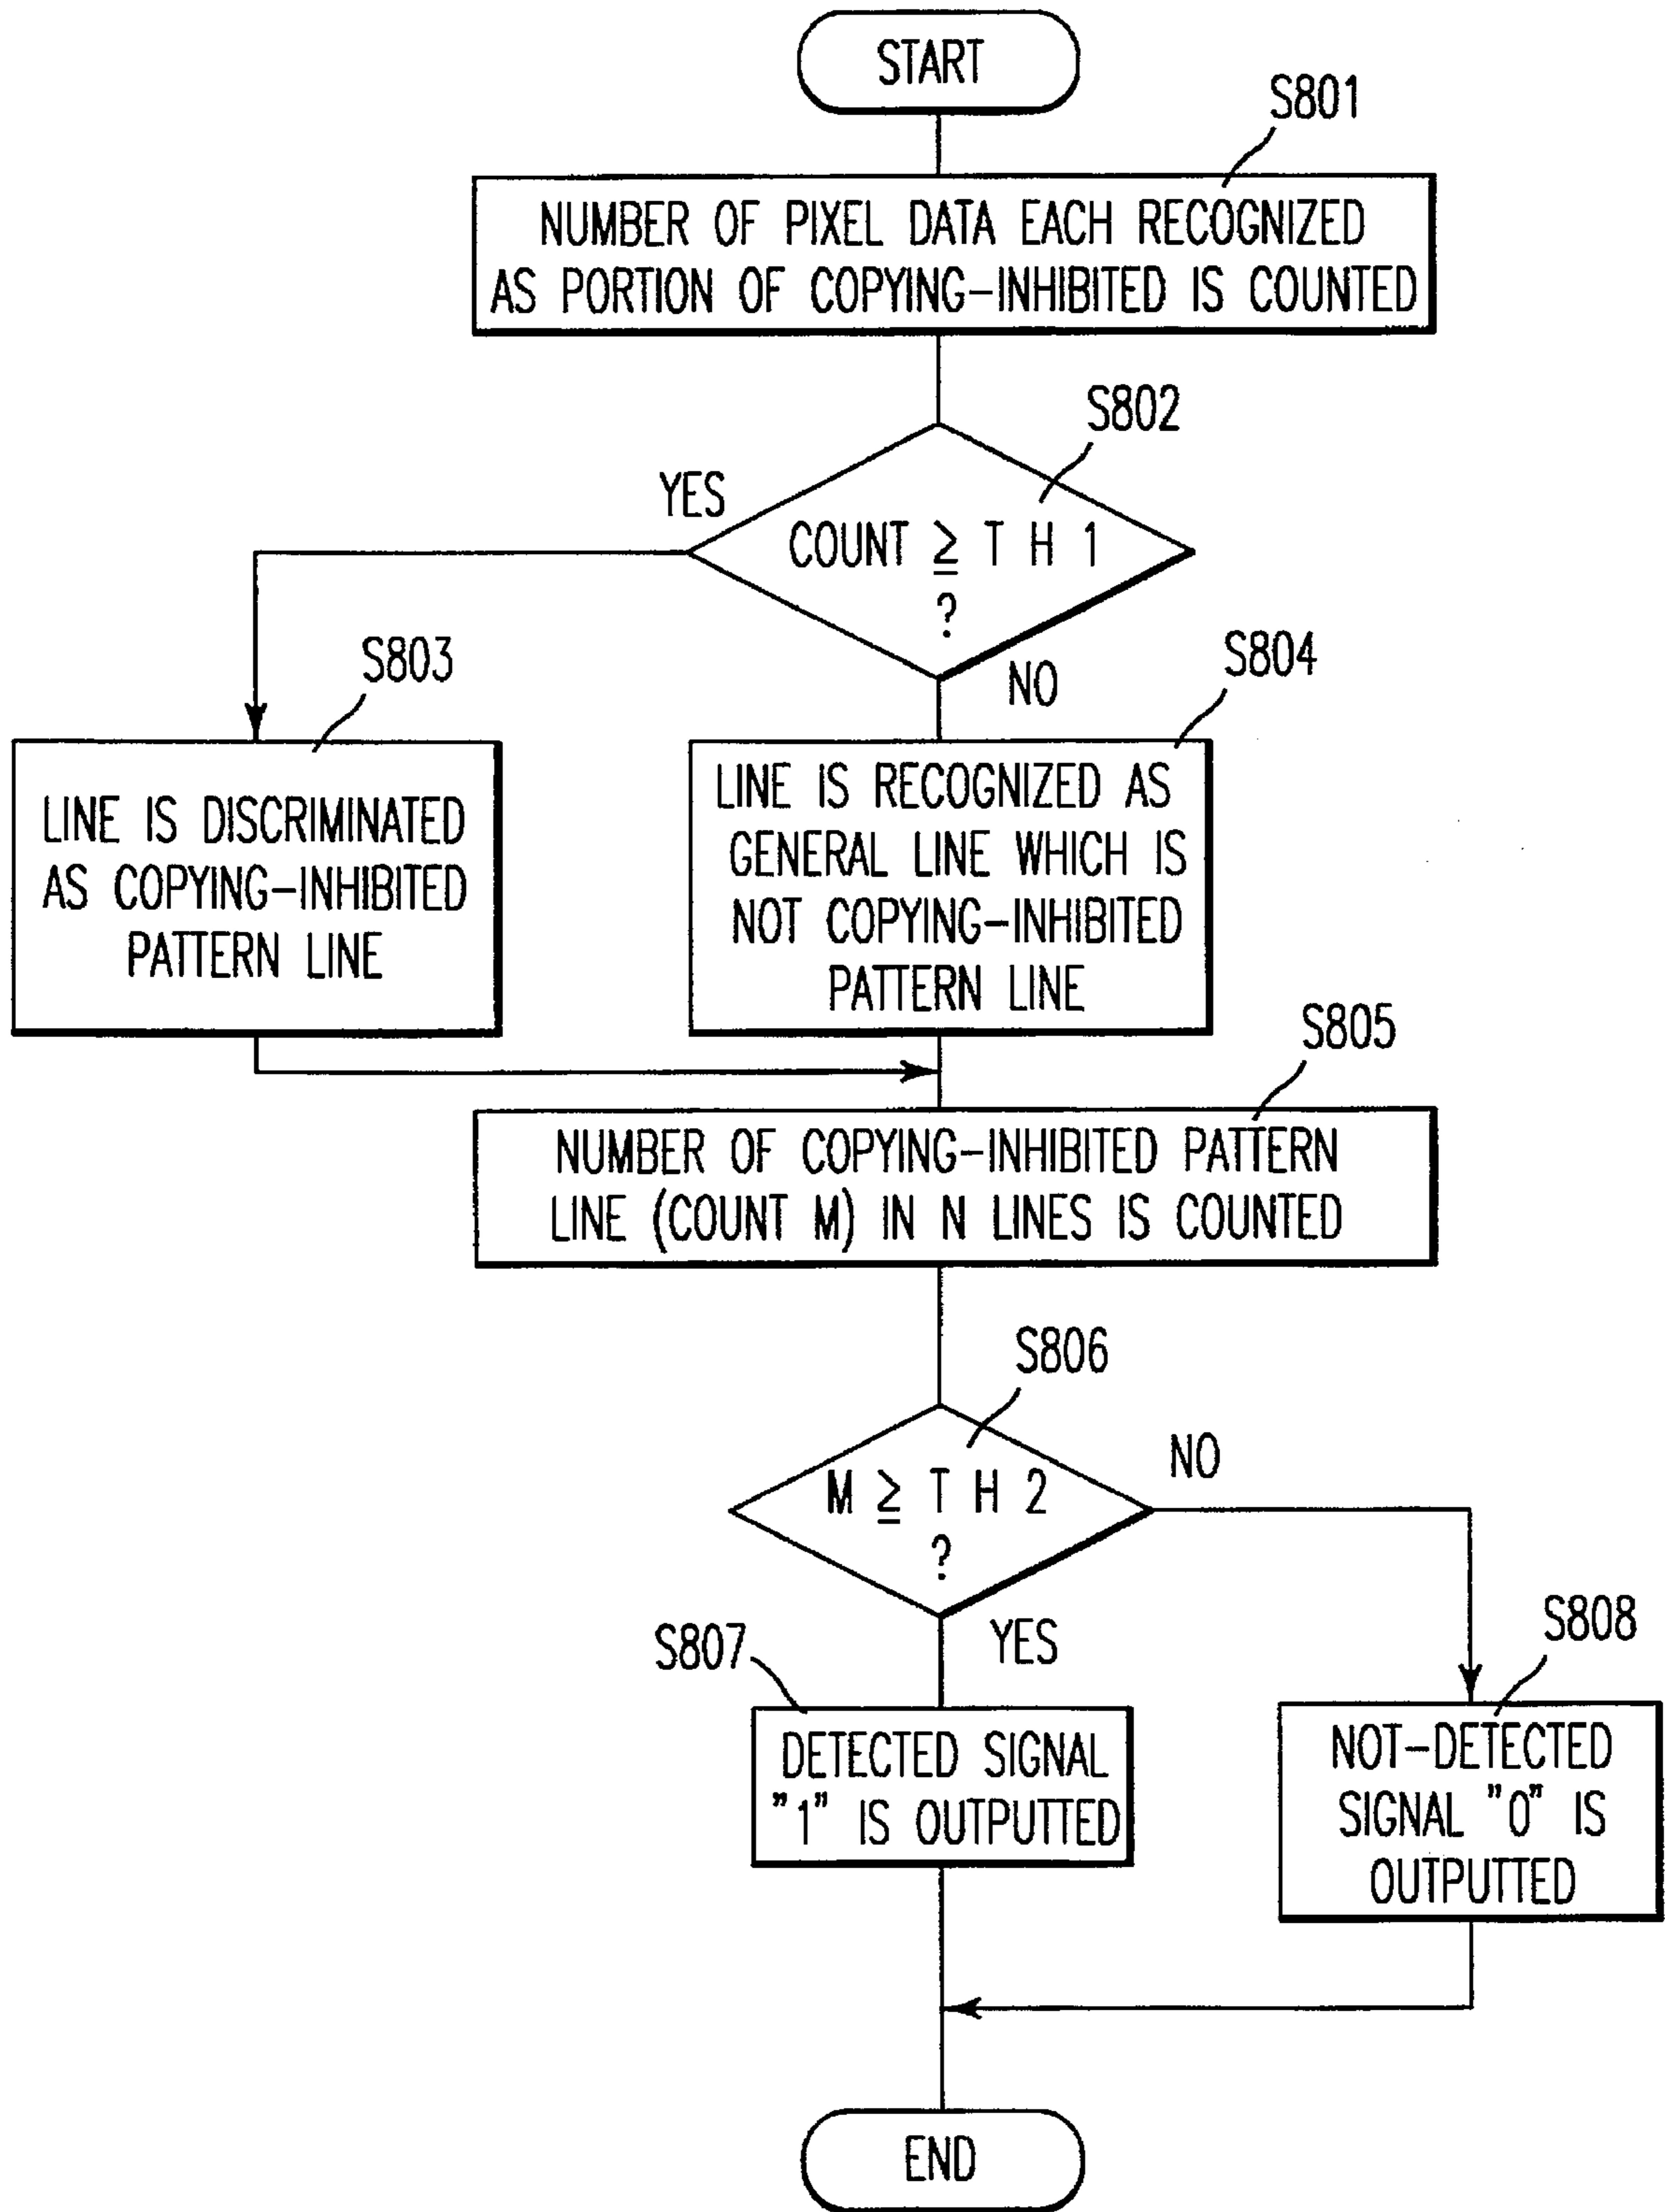 START
S801
NUMBER OF PIXEL DATA EACH RECOGNIZED
AS PORTION OF COPYING-INHIBITED IS COUNTED
S802
YES
COUNT ≧ T H 1
?
NO
S803
LINE IS DISCRIMINATED
AS COPYING-INHIBITED
PATTERN LINE
S804
LINE IS RECOGNIZED AS
GENERAL LINE WHICH IS
NOT COPYING-INHIBITED
PATTERN LINE
S805
NUMBER OF COPYING-INHIBITED PATTERN
LINE (COUNT M) IN N LINES IS COUNTED
S806
M ≧ T H 2
?
NO
YES
S807
DETECTED SIGNAL
"1" IS OUTPUTTED
S808
NOT-DETECTED
SIGNAL "0" IS
OUTPUTTED
END